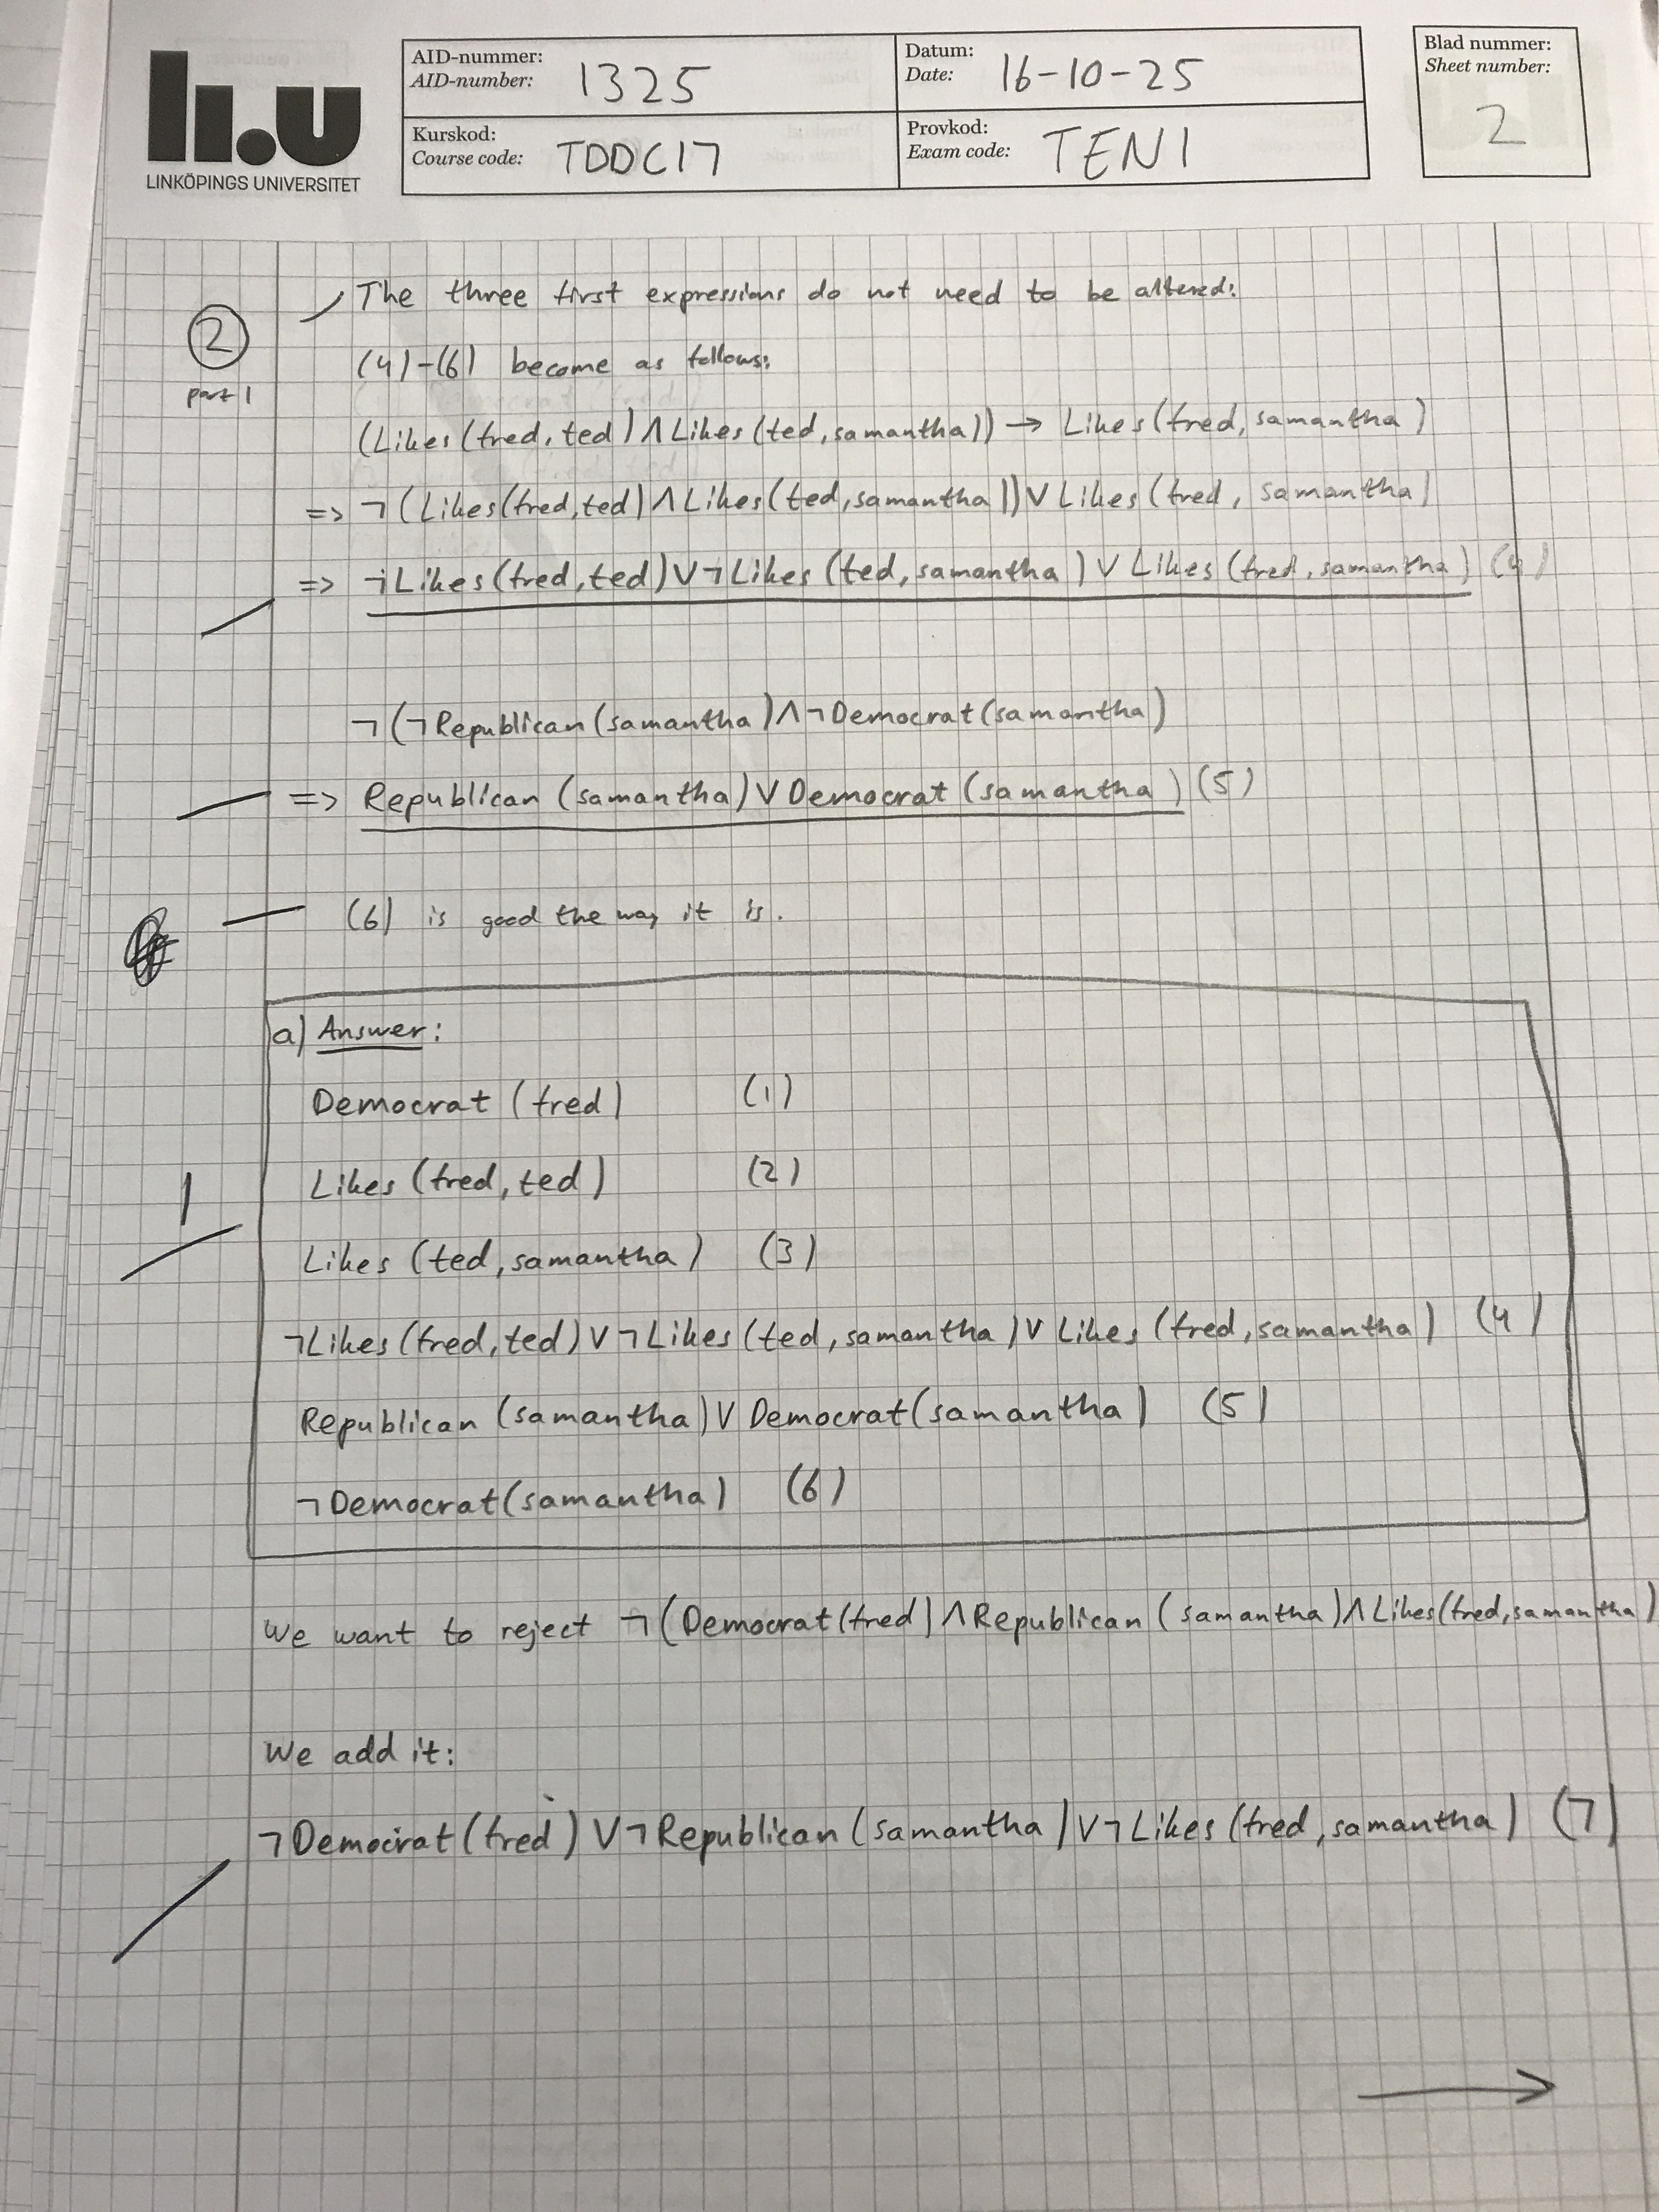 li.u
LINKÖPINGS UNIVERSITET
AID-nummer:
AID-number: 1325
Datum:
Date: 16-10-25
Blad nummer:
Sheet number:
2
Kurskod:
Course code: TDDC17
Provkod:
Exam code: TEN1
2
part 1
The three first expressions do not need to be altered:
(4)-(6) become as follows:
(Likes(fred, ted) ∧ Likes(ted, samantha)) → Likes(fred, samantha)
=> ¬(Likes(fred,ted) ∧ Likes(ted,samantha)) ∨ Likes(fred, samantha)
=> ¬Likes(fred,ted) ∨ ¬Likes(ted,samantha) ∨ Likes(fred,samantha) (4)
¬(¬Republican(samantha) ∧ ¬Democrat(samantha)
=> Republican(samantha) ∨ Democrat(samantha) (5)
(6) is good the way it is.
a) Answer:
Democrat(fred) (1)
Likes(fred,ted) (2)
1
Likes(ted,samantha) (3)
¬Likes(fred,ted) ∨ ¬Likes(ted,samantha) ∨ Likes(fred,samantha) (4)
Republican(samantha) ∨ Democrat(samantha) (5)
¬Democrat(samantha) (6)
We want to reject ¬(Democrat(fred) ∧ Republican(samantha) ∧ Likes(fred,samantha)
We add it:
¬Democrat(fred) ∨ ¬Republican(samantha) ∨ ¬Likes(fred,samantha) (7)